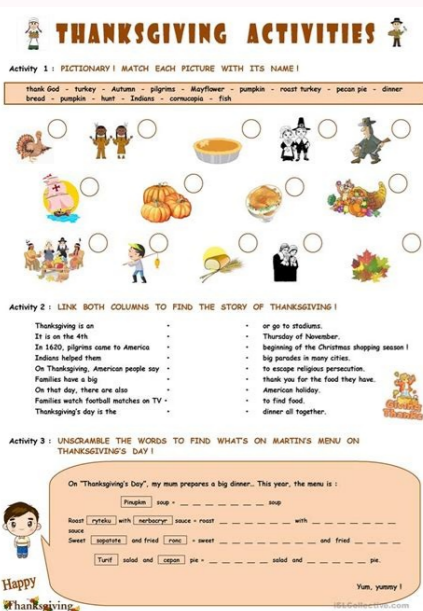 THANKSGIVING ACTIVITIES
Activity 1 : PICTIONARY ! MATCH EACH PICTURE WITH ITS NAME !
thank God - turkey - Autumn - pilgrims - Mayflower - pumpkin - roast turkey - pecan pie - dinner
bread - pumpkin - hunt - Indians - cornucopia - fish
Activity 2 : LINK BOTH COLUMNS TO FIND THE STORY OF THANKSGIVING !
Thanksgiving is an • • or go to stadiums.
It is on the 4th • • Thursday of November.
In 1620, pilgrims came to America • • beginning of the Christmas shopping season !
Indians helped them • • big parades in many cities.
On Thanksgiving, American people say • • to escape religious persecution.
Families have a big • • thank you for the food they have.
On that day, there are also • • American holiday.
Families watch football matches on TV • • to find food.
Thanksgiving's day is the • • dinner all together.
Thanks
Activity 3 : UNSCRAMBLE THE WORDS TO FIND WHAT'S ON MARTIN'S MENU ON
THANKSGIVING'S DAY !
On "Thanksgiving's Day", my mum prepares a big dinner.. This year, the menu is :
Pinupkm soup = _ _ _ _ _ _ _ soup
Roast ryteku with nerbacryr sauce = roast _ _ _ _ _ _ with _ _ _ _ _ _ _ _ _
sauce
Sweet sopatote and fried ronc = sweet _ _ _ _ _ _ _ _ and fried _ _ _ _
Turif salad and cepan pie = _ _ _ _ _ salad and _ _ _ _ _ pie.
Yum, yummy !
Happy
Thanksgiving
iSLCollective.com